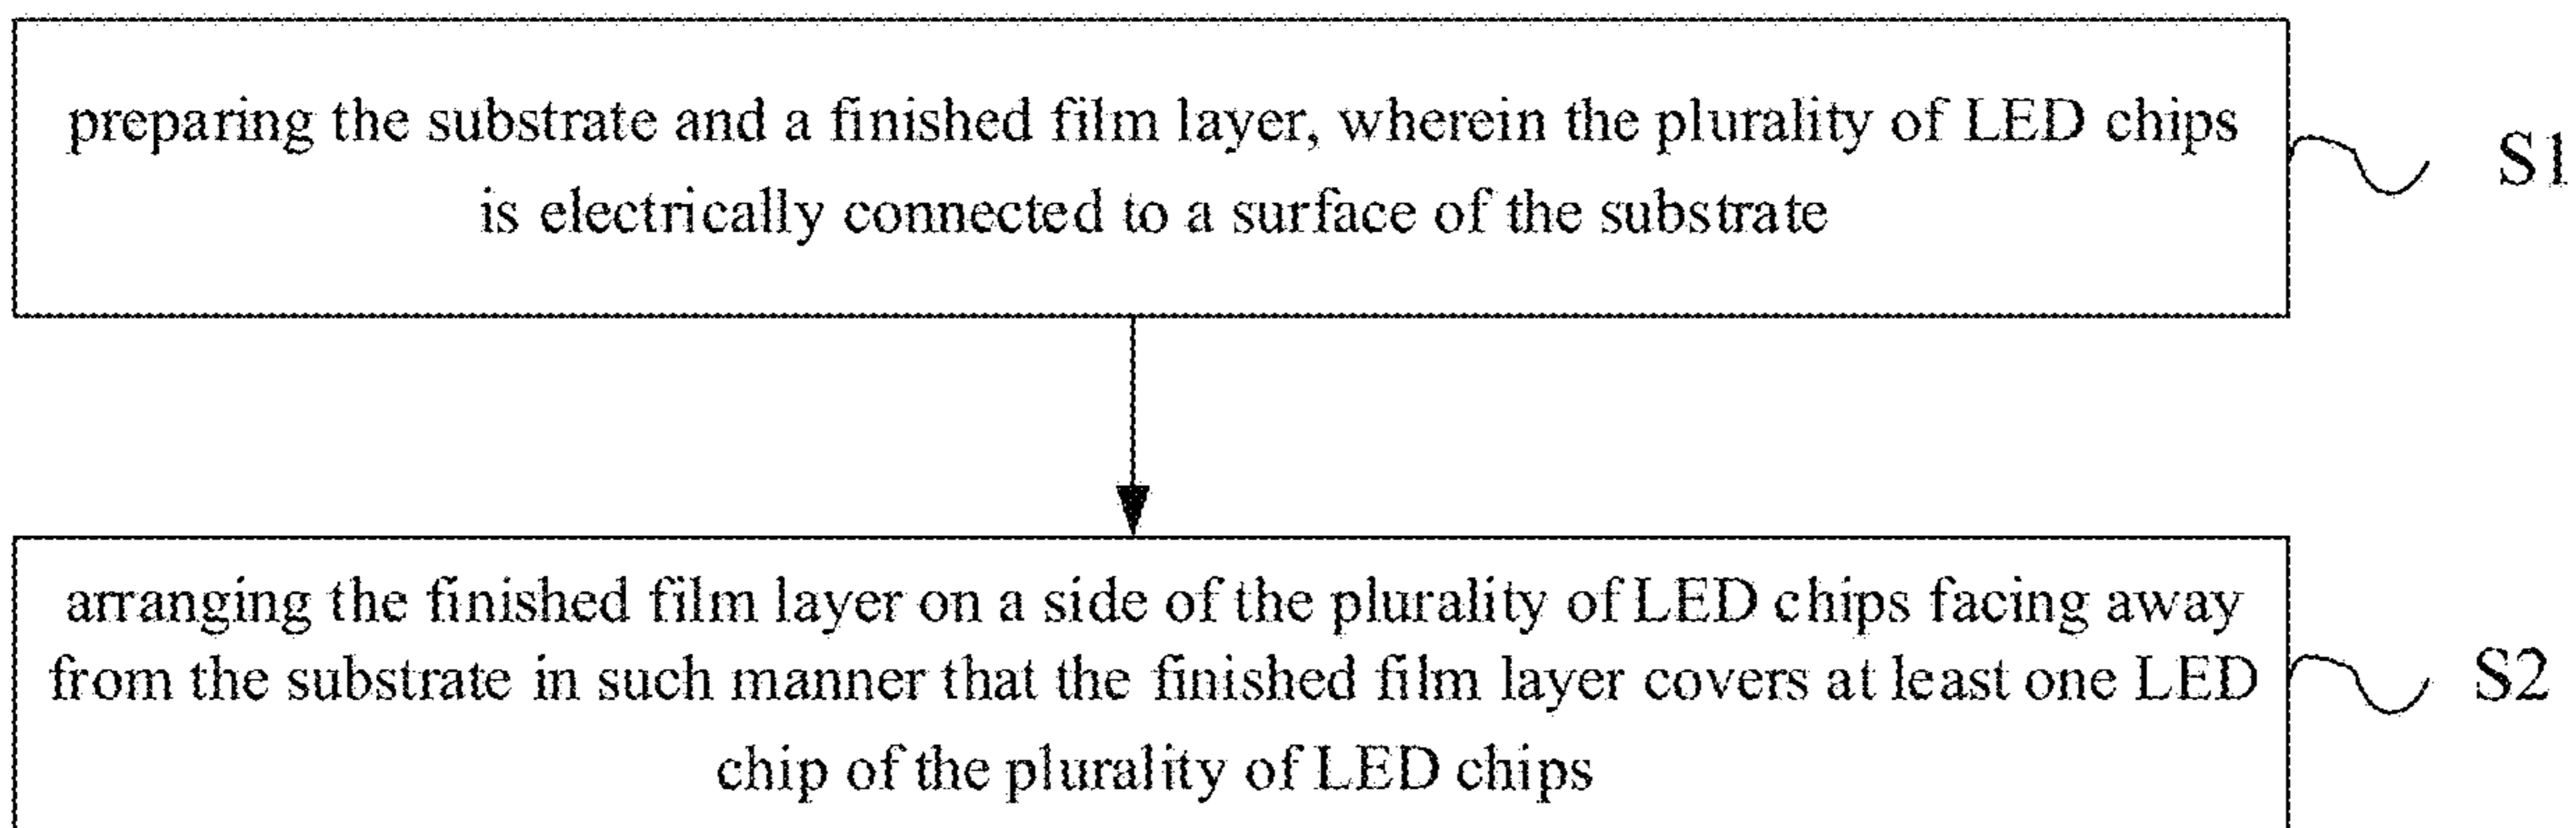 preparing the substrate and a finished film layer, wherein the plurality of LED chips
is electrically connected to a surface of the substrate
S1
arranging the finished film layer on a side of the plurality of LED chips facing away
from the substrate in such manner that the finished film layer covers at least one LED
chip of the plurality of LED chips
S2